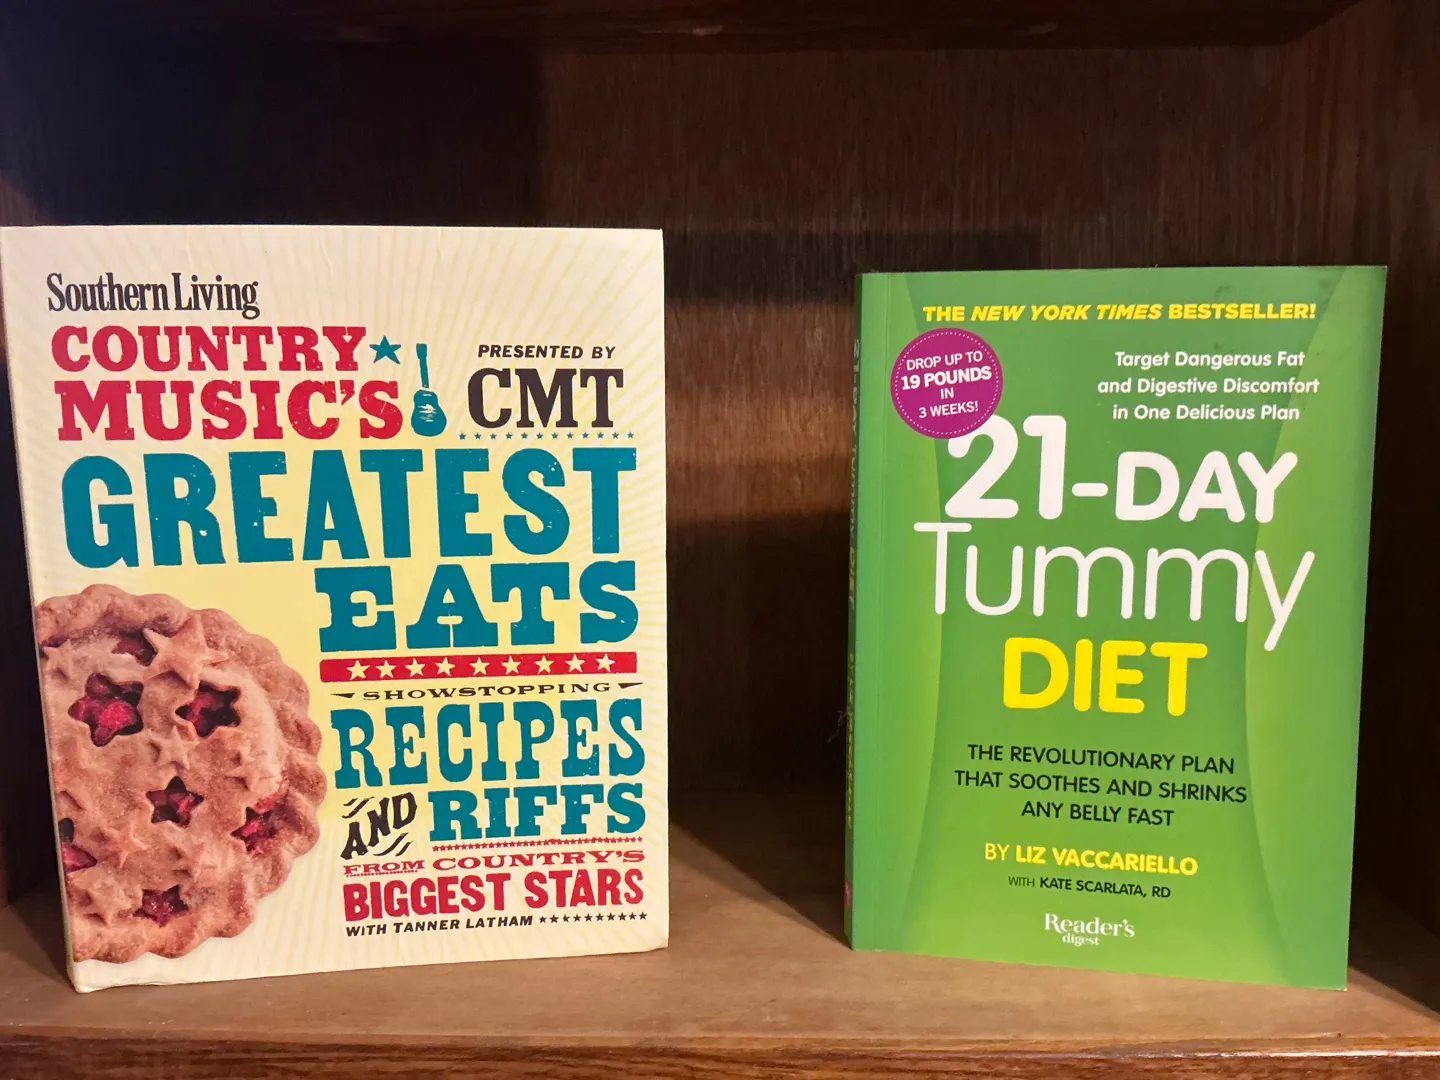 Southern Living
COUNTRY
MUSIC'S
PRESENTED BY
CMT
GREATEST
EATS
SHOWSTOPPING
RECIPES
AND RIFFS
FROM COUNTRY'S
BIGGEST STARS
WITH TANNER LATHAM
THE NEW YORK TIMES BESTSELLER!
DROP UP TO
19 POUNDS
IN
3 WEEKS!
Target Dangerous Fat
and Digestive Discomfort
in One Delicious Plan
21-DAY
Tummy
DIET
THE REVOLUTIONARY PLAN
THAT SOOTHES AND SHRINKS
ANY BELLY FAST
BY LIZ VACCARIELLO
WITH KATE SCARLATA, RD
Reader's
digest